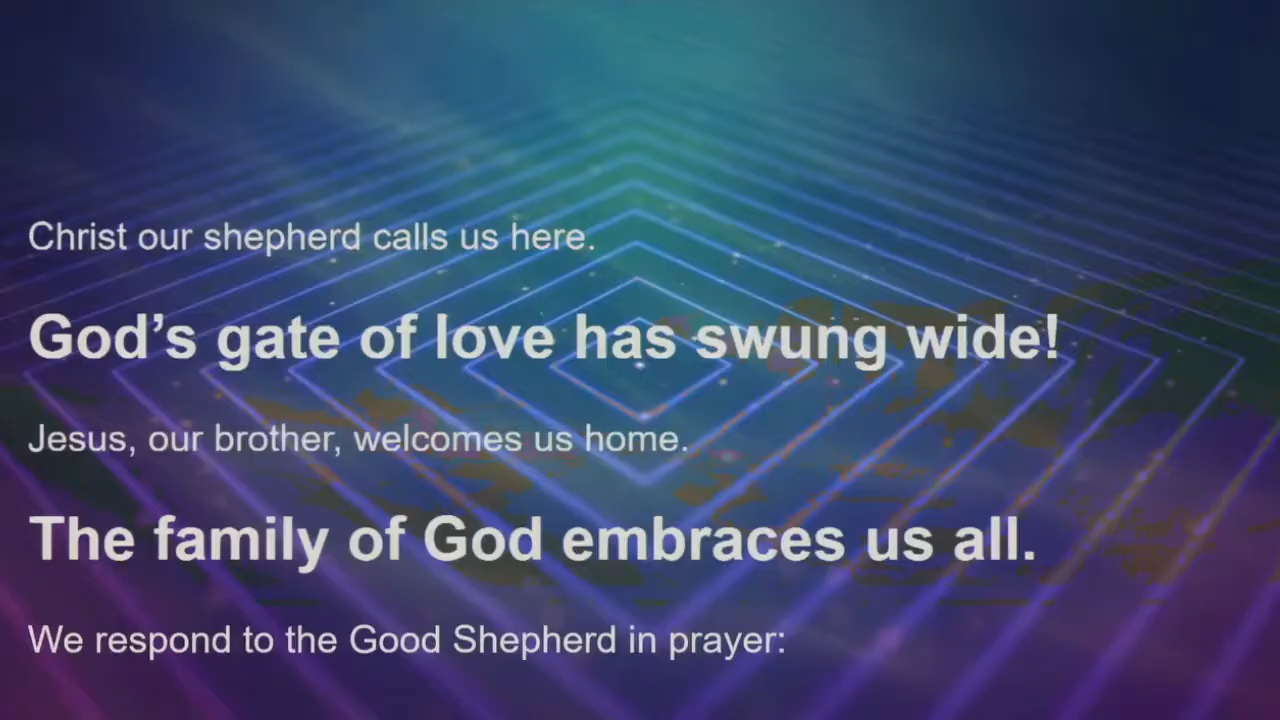 Christ our shepherd calls us here.
God’s gate of love has swung wide!
Jesus, our brother, welcomes us home.
The family of God embraces us all.
We respond to the Good Shepherd in prayer: